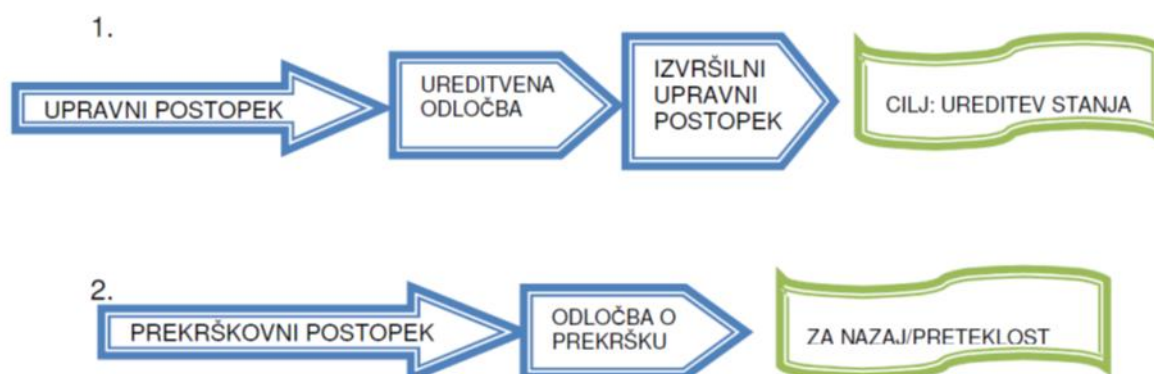 1.
UPRAVNI POSTOPEK
UREDITVENA
ODLOČBA
IZVRŠILNI
UPRAVNI
POSTOPEK
CILJ: UREDITEV STANJA
2.
PREKRŠKOVNI POSTOPEK
ODLOČBA O
PREKRŠKU
ZA NAZAJ/PRETEKLOST